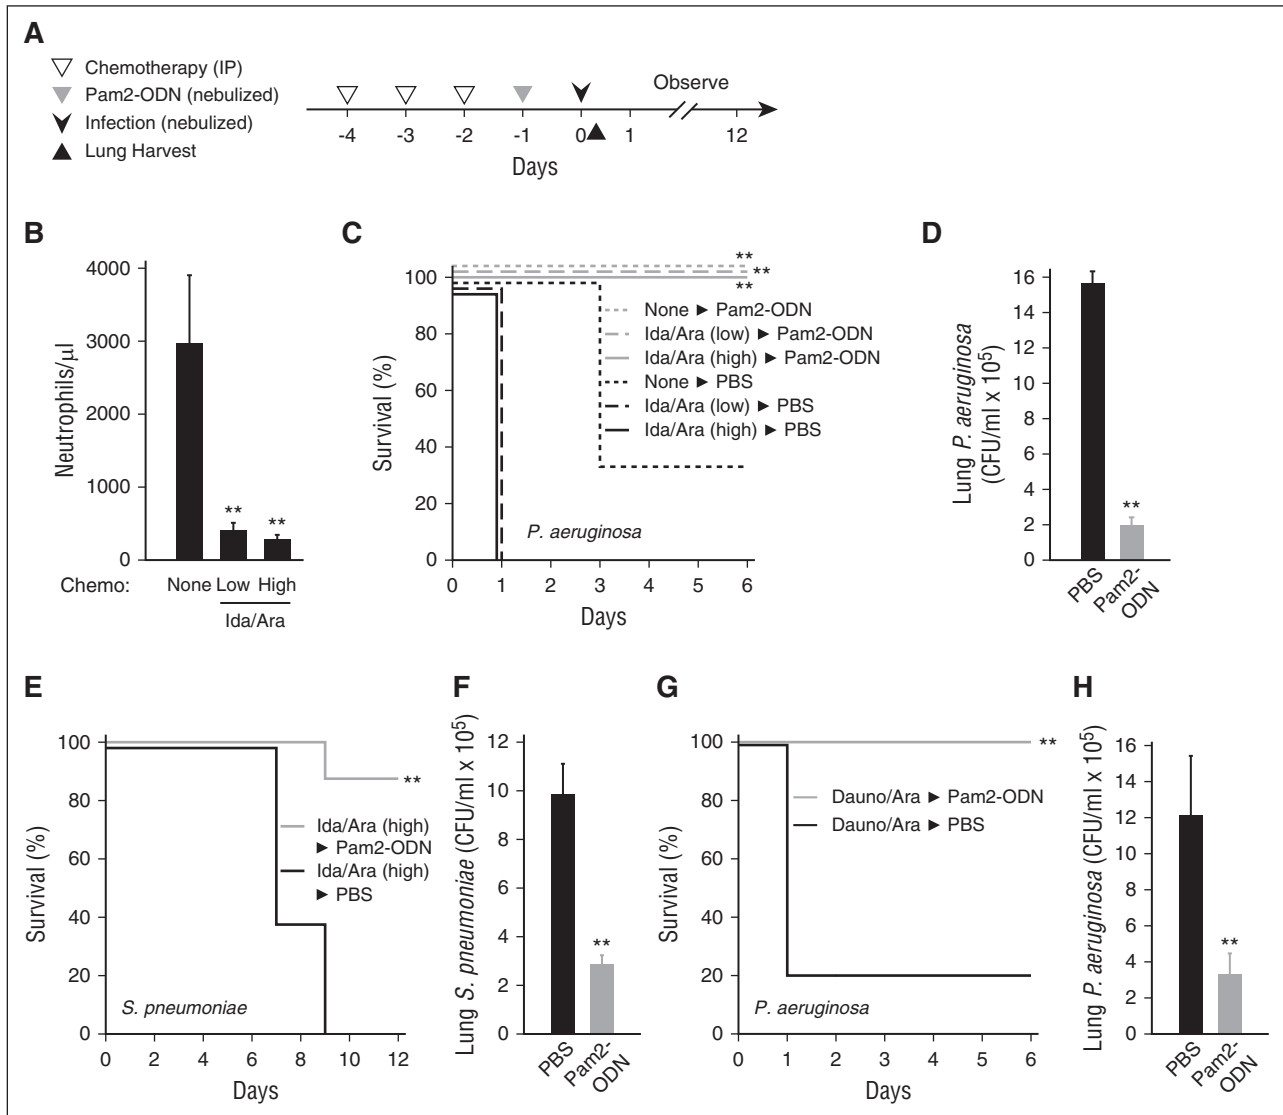 A
Chemotherapy (IP)
Pam2-ODN (nebulized)
Infection (nebulized)
Lung Harvest
Observe
-4 -3 -2 -1 0 1 12
Days
B
4000
3000
2000
1000
0
Neutrophils/µl
** **
Chemo: None Low High
Ida/Ara
C
100
80
60
40
20
0
Survival (%)
**
**
**
None ► Pam2-ODN
Ida/Ara (low) ► Pam2-ODN
Ida/Ara (high) ► Pam2-ODN
None ► PBS
Ida/Ara (low) ► PBS
Ida/Ara (high) ► PBS
P. aeruginosa
0 1 2 3 4 5 6
Days
D
16
14
12
10
8
6
4
2
0
Lung P. aeruginosa
(CFU/ml x 10⁵)
**
PBS
Pam2-
ODN
E
100
80
60
40
20
0
Survival (%)
**
Ida/Ara (high)
► Pam2-ODN
Ida/Ara (high)
► PBS
S. pneumoniae
0 2 4 6 8 10 12
Days
F
12
10
8
6
4
2
0
Lung S. pneumoniae (CFU/ml x 10⁵)
**
PBS
Pam2-
ODN
G
100
80
60
40
20
0
Survival (%)
**
Dauno/Ara ► Pam2-ODN
Dauno/Ara ► PBS
P. aeruginosa
0 1 2 3 4 5 6
Days
H
16
14
12
10
8
6
4
2
0
Lung P. aeruginosa (CFU/ml x 10⁵)
**
PBS
Pam2-
ODN